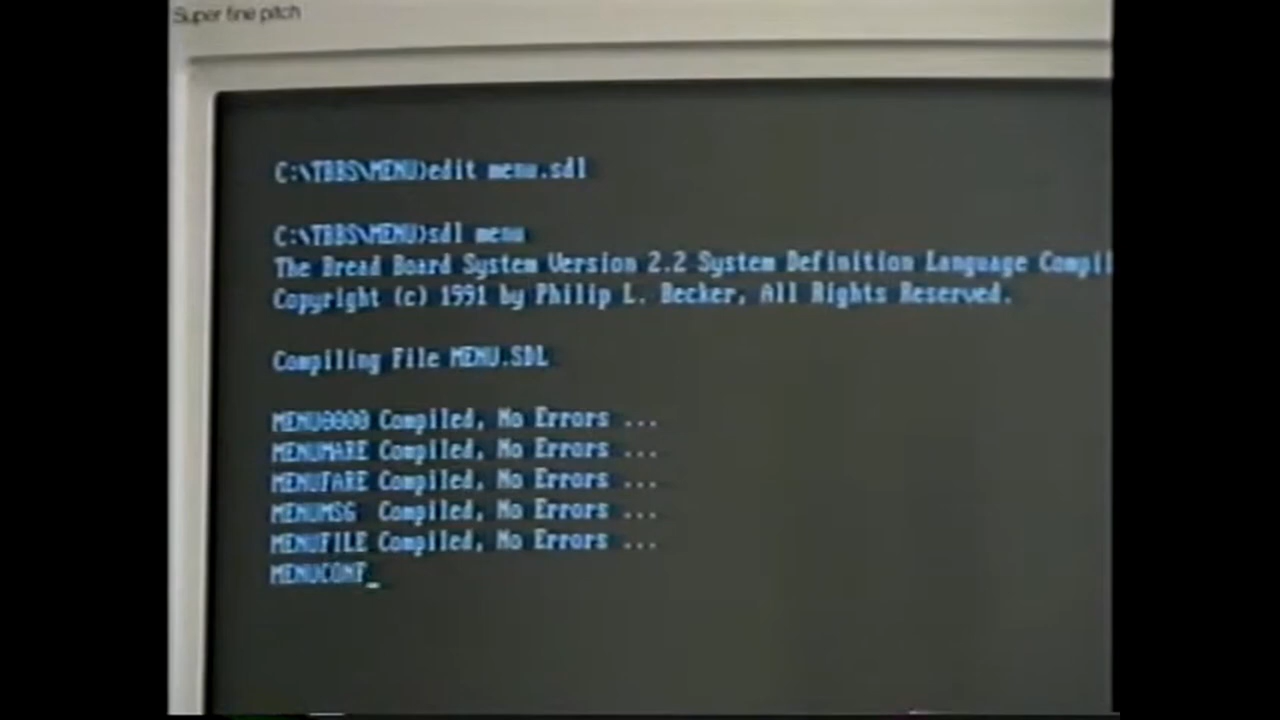 Super fine pitch
C:\TBBS\MENU>edit menu.sdl
C:\TBBS\MENU>sdl menu
The Bread Board System Version 2.2 System Definition Language Compil
Copyright (c) 1991 by Philip L. Becker, All Rights Reserved.
Compiling File MENU.SDL
MENU0000 Compiled, No Errors ...
MENUMARE Compiled, No Errors ...
MENUFARE Compiled, No Errors ...
MENUMSG Compiled, No Errors ...
MENUFILE Compiled, No Errors ...
MENUCONF_